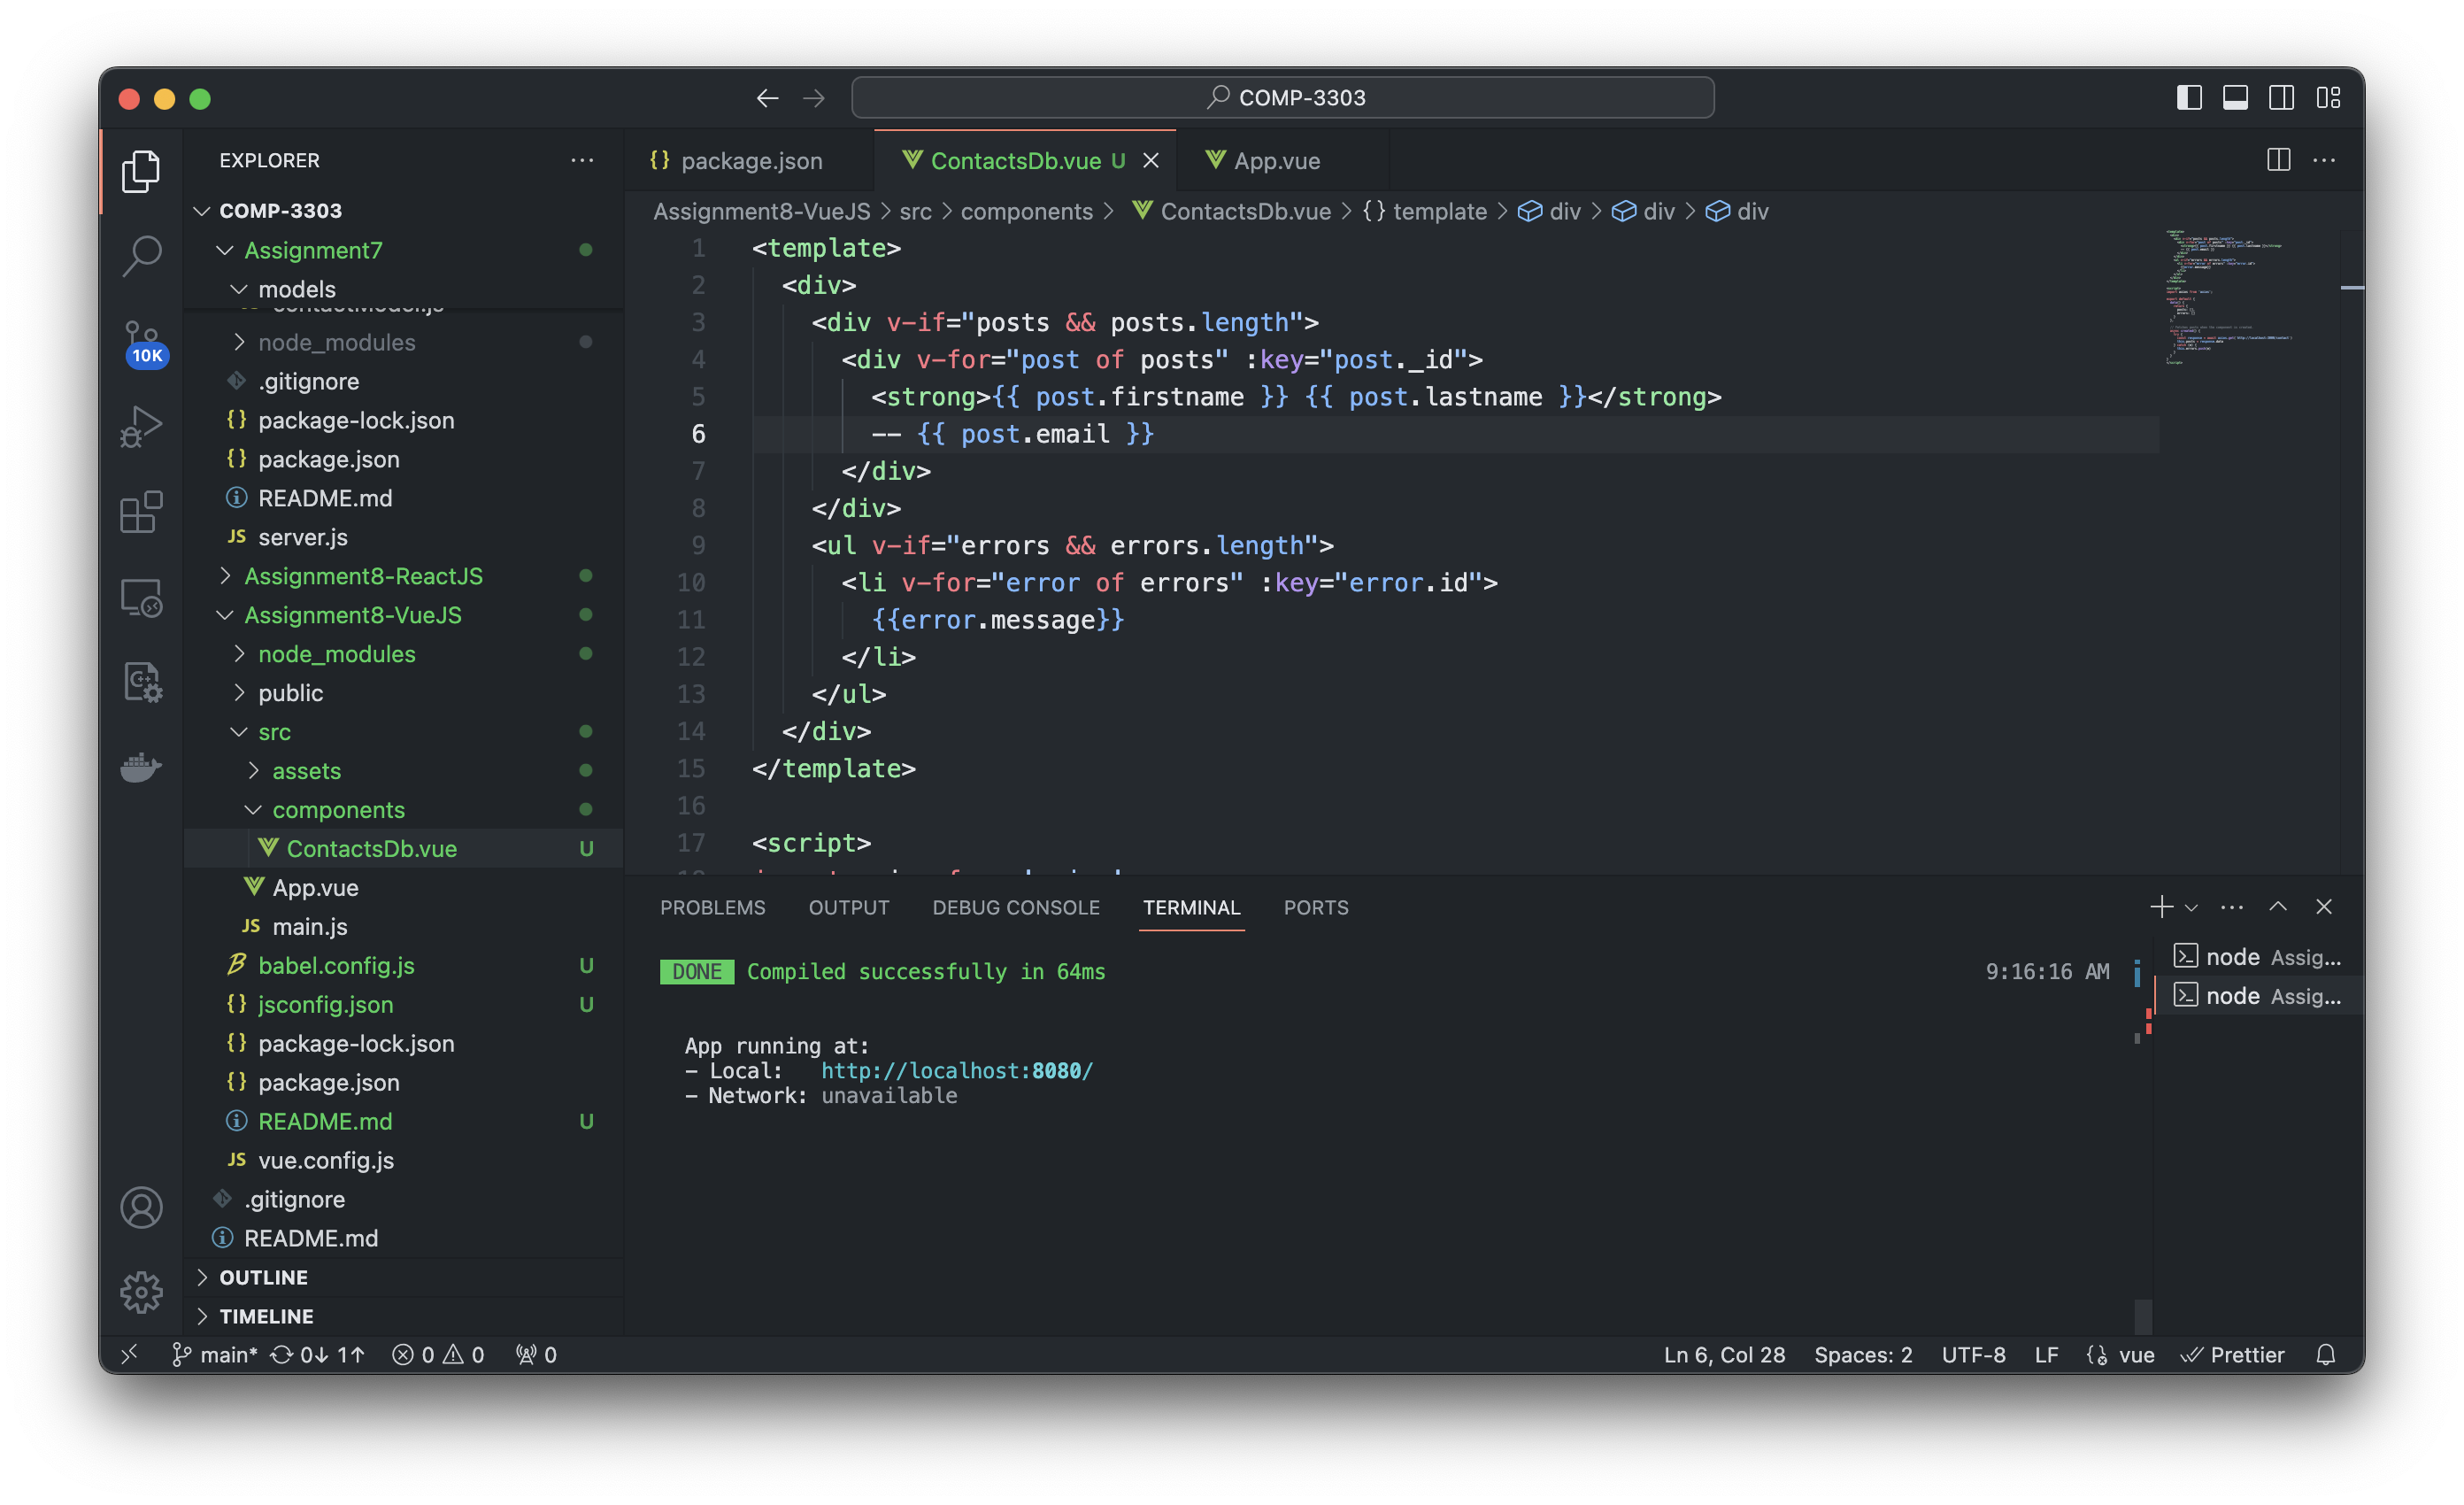 COMP-3303
EXPLORER
COMP-3303
Assignment7
models
node_modules
.gitignore
package-lock.json
package.json
README.md
server.js
Assignment8-ReactJS
Assignment8-VueJS
node_modules
public
src
assets
components
ContactsDb.vue U
App.vue
main.js
babel.config.js U
jsconfig.json U
package-lock.json
package.json
README.md U
vue.config.js
.gitignore
README.md
OUTLINE
TIMELINE
10K
package.json
ContactsDb.vue U
App.vue
Assignment8-VueJS > src > components > ContactsDb.vue > {} template > div > div > div
1 <template>
2 <div>
3 <div v-if="posts && posts.length">
4 <div v-for="post of posts" :key="post._id">
5 <strong>{{ post.firstname }} {{ post.lastname }}</strong>
6 -- {{ post.email }}
7 </div>
8 </div>
9 <ul v-if="errors && errors.length">
10 <li v-for="error of errors" :key="error.id">
11 {{error.message}}
12 </li>
13 </ul>
14 </div>
15 </template>
16
17 <script>
PROBLEMS OUTPUT DEBUG CONSOLE TERMINAL PORTS
DONE Compiled successfully in 64ms 9:16:16 AM
App running at:
- Local: http://localhost:8080/
- Network: unavailable
node Assig...
node Assig...
main* 0↓ 1↑ 0 0 0 Ln 6, Col 28 Spaces: 2 UTF-8 LF vue Prettier